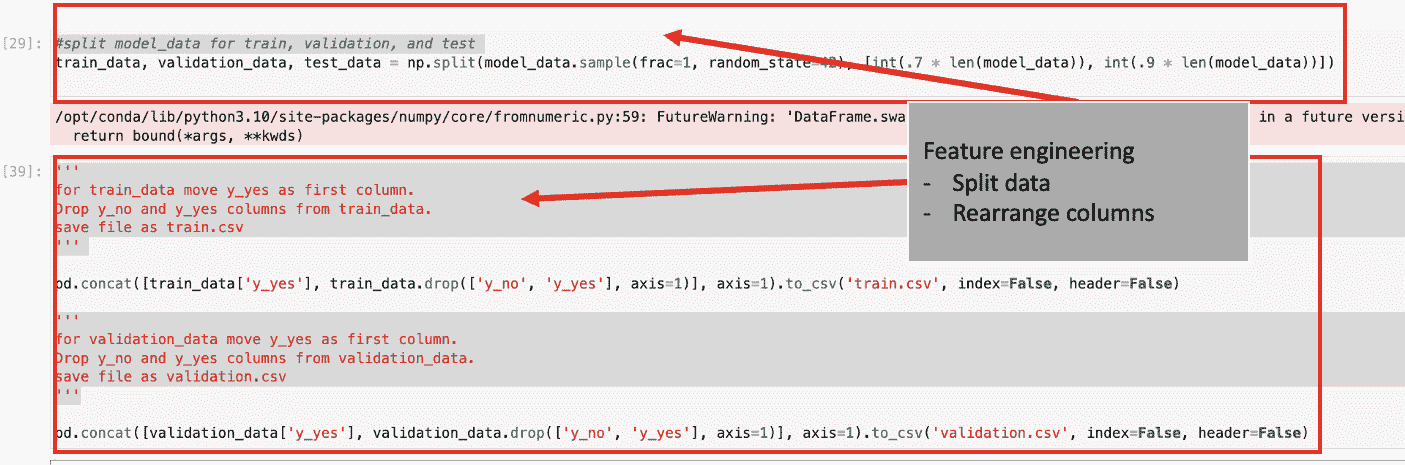 [29]:
#split model_data for train, validation, and test
train_data, validation_data, test_data = np.split(model_data.sample(frac=1, random_state=42), [int(.7 * len(model_data)), int(.9 * len(model_data))])
/opt/conda/lib/python3.10/site-packages/numpy/core/fromnumeric.py:59: FutureWarning: 'DataFrame.swa in a future versi
return bound(*args, **kwds)
Feature engineering
- Split data
- Rearrange columns
[39]:
'''
for train_data move y_yes as first column.
Drop y_no and y_yes columns from train_data.
save file as train.csv
'''
pd.concat([train_data['y_yes'], train_data.drop(['y_no', 'y_yes'], axis=1)], axis=1).to_csv('train.csv', index=False, header=False)
'''
for validation_data move y_yes as first column.
Drop y_no and y_yes columns from validation_data.
save file as validation.csv
'''
pd.concat([validation_data['y_yes'], validation_data.drop(['y_no', 'y_yes'], axis=1)], axis=1).to_csv('validation.csv', index=False, header=False)